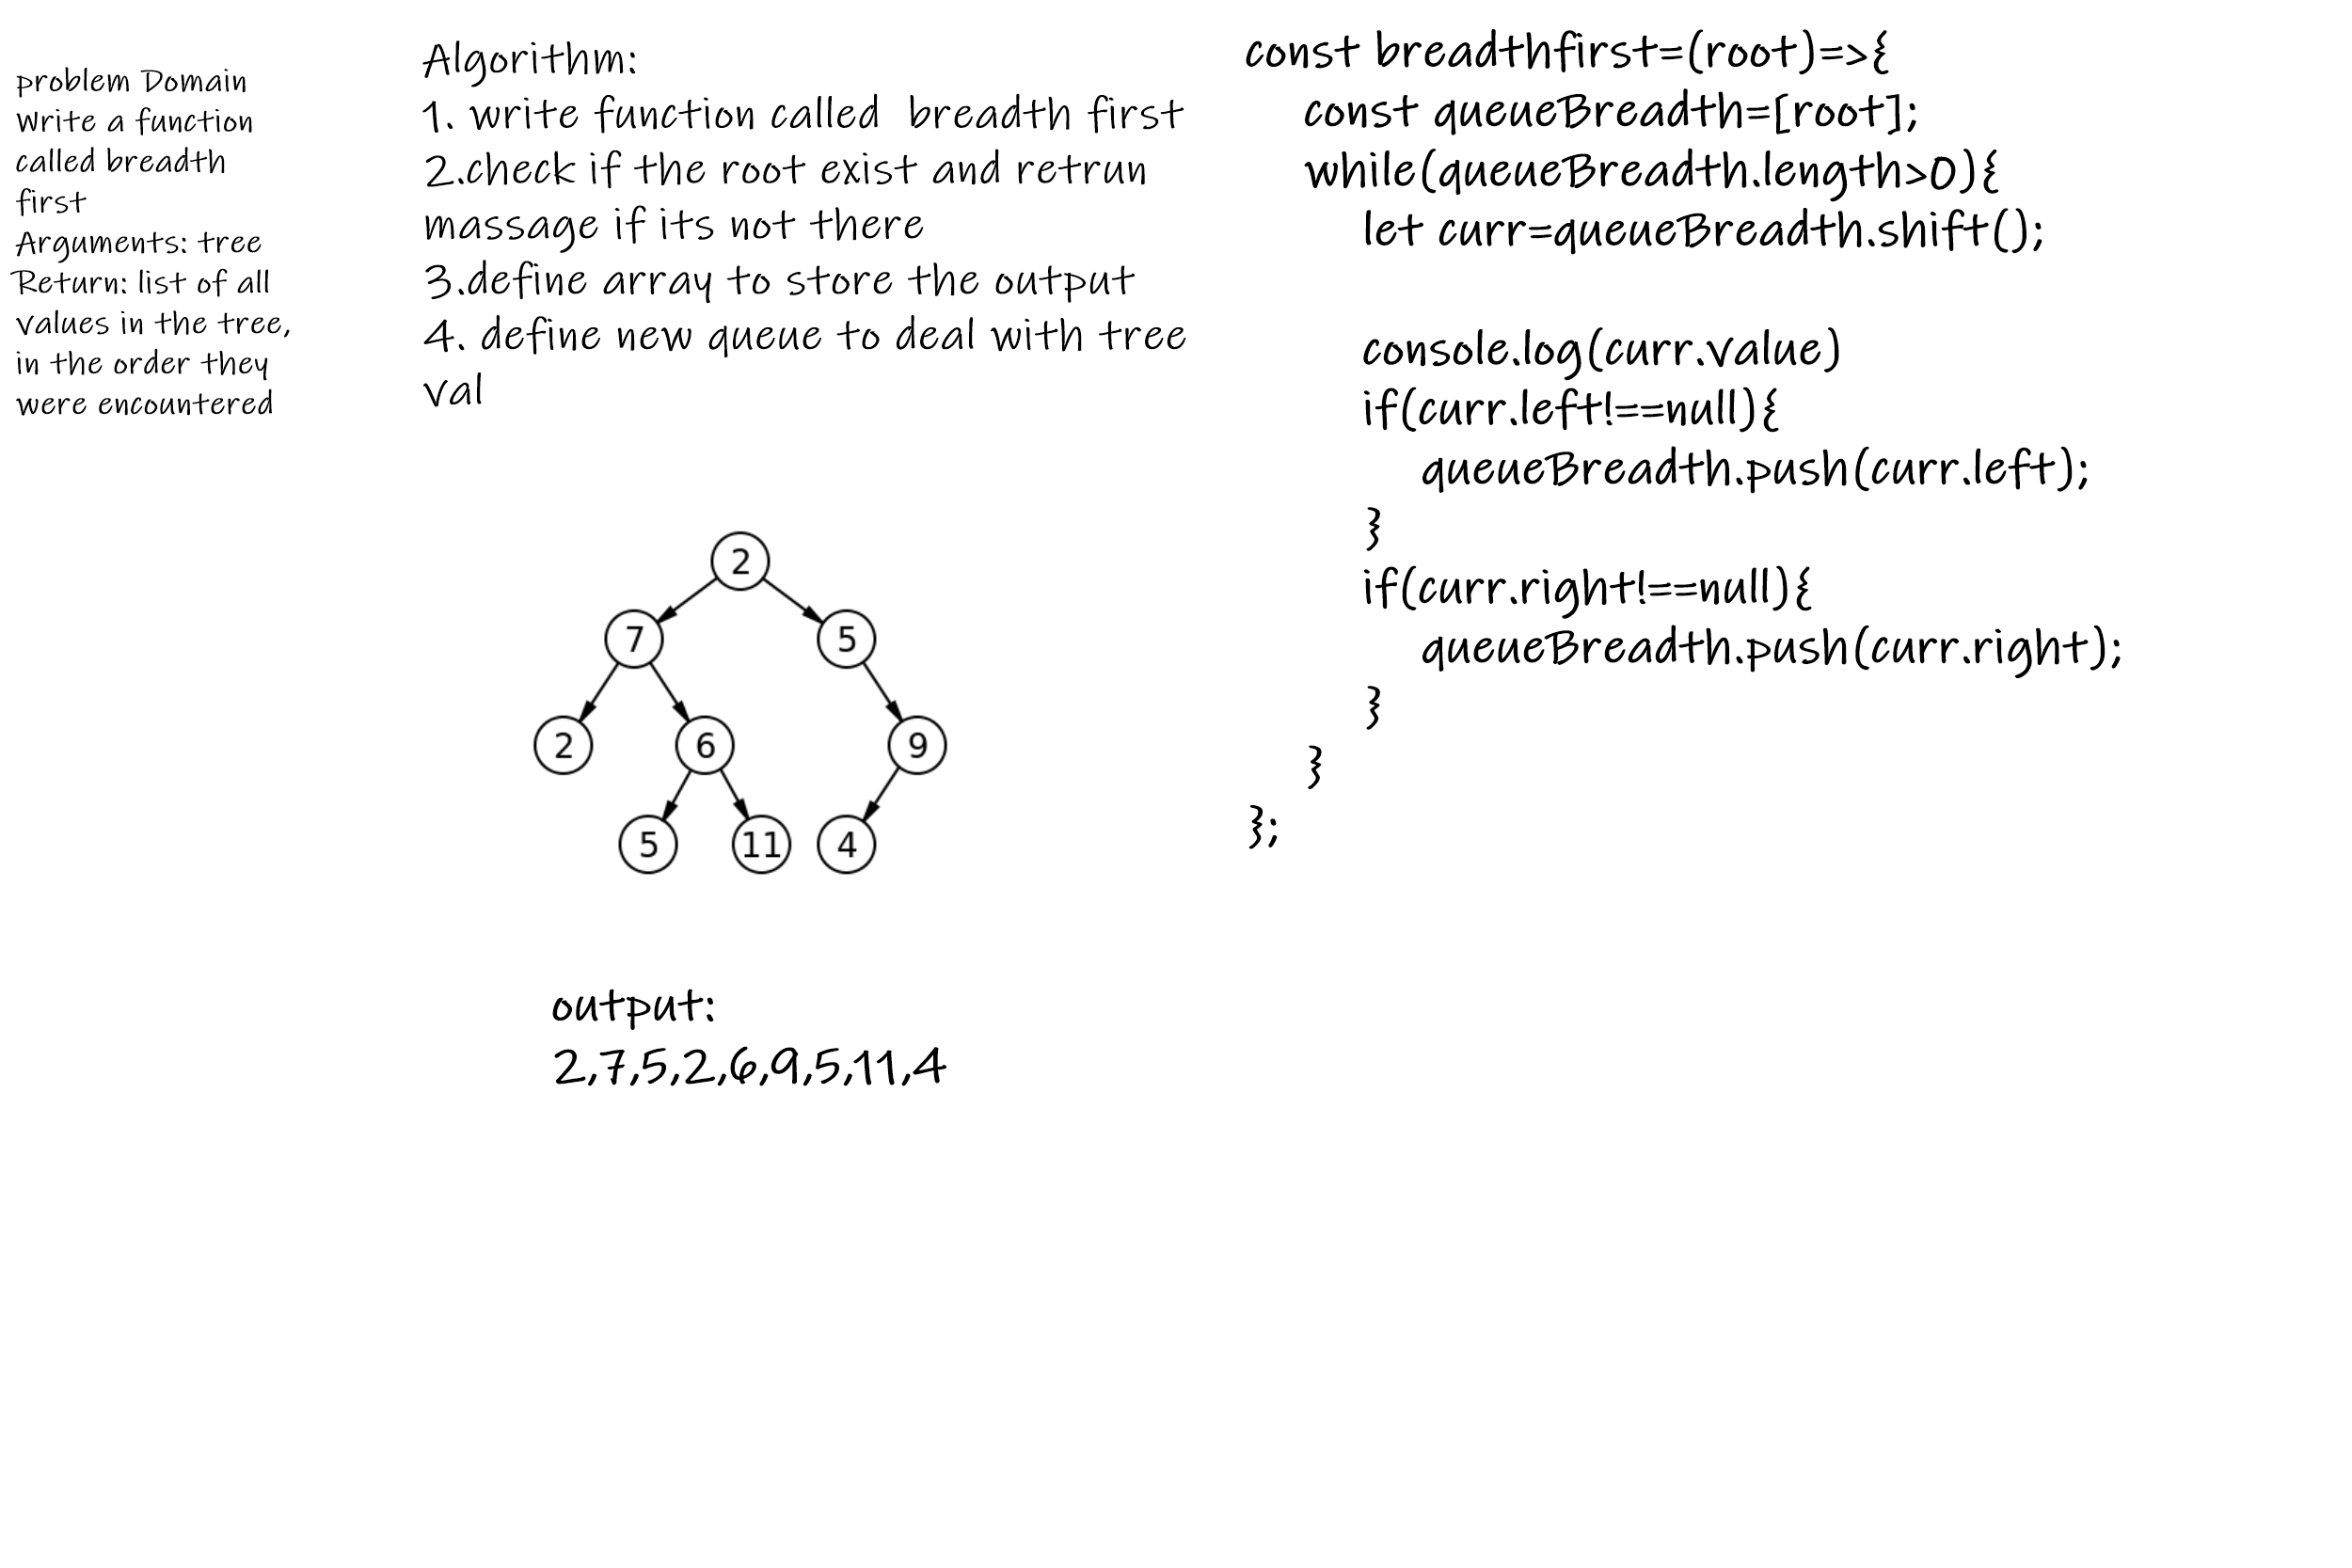 problem Domain
Write a function
called breadth
first
Arguments: tree
Return: list of all
values in the tree,
in the order they
were encountered
Algorithm:
1. write function called  breadth first
2.check if the root exist and retrun
massage if its not there
3.define array to store the output
4. define new queue to deal with tree
val
2
7
5
2
6
9
5
11
4
output:
2,7,5,2,6,9,5,11,4
const breadthfirst=(root)=>{
const queueBreadth=[root];
while(queueBreadth.length>0){
let curr=queueBreadth.shift();
console.log(curr.value)
if(curr.left!==null){
queueBreadth.push(curr.left);
}
if(curr.right!==null){
queueBreadth.push(curr.right);
}
}
};